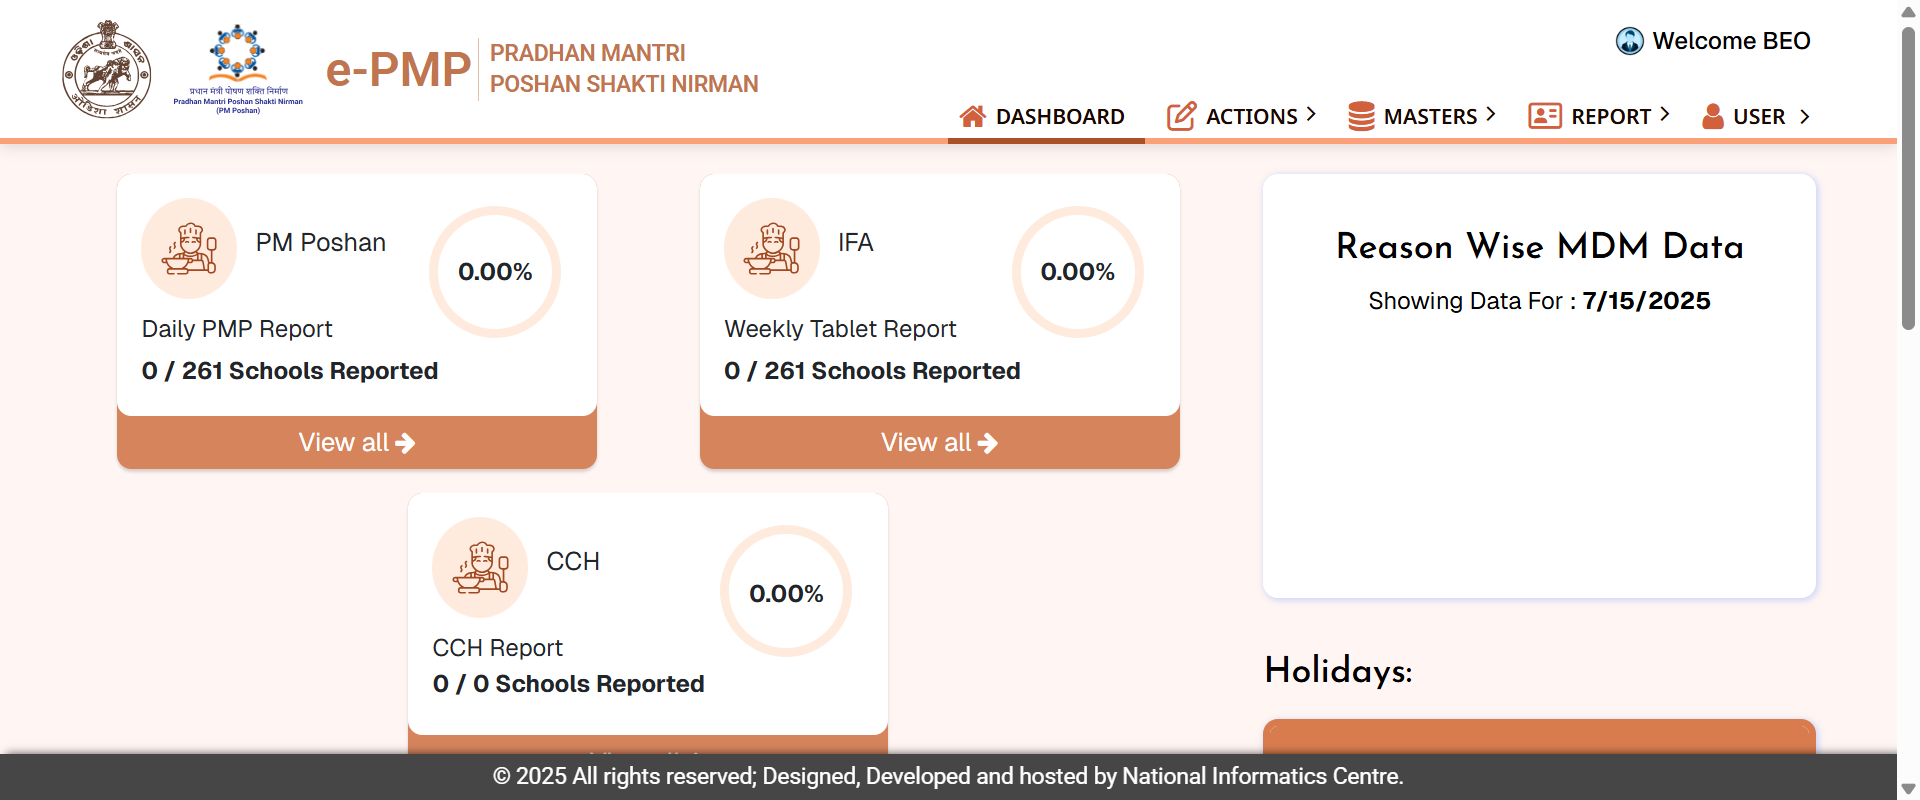 ଓଡ଼ିଶା ଶାସନ
ओड़िशा शासन
प्रधान मंत्री पोषण शक्ति निर्माण
Pradhan Mantri Poshan Shakti Nirman
(PM Poshan)
e-PMP
PRADHAN MANTRI
POSHAN SHAKTI NIRMAN
Welcome BEO
DASHBOARD
ACTIONS
MASTERS
REPORT
USER
PM Poshan
0.00%
Daily PMP Report
0 / 261 Schools Reported
View all
IFA
0.00%
Weekly Tablet Report
0 / 261 Schools Reported
View all
CCH
0.00%
CCH Report
0 / 0 Schools Reported
Reason Wise MDM Data
Showing Data For : 7/15/2025
Holidays:
© 2025 All rights reserved; Designed, Developed and hosted by National Informatics Centre.